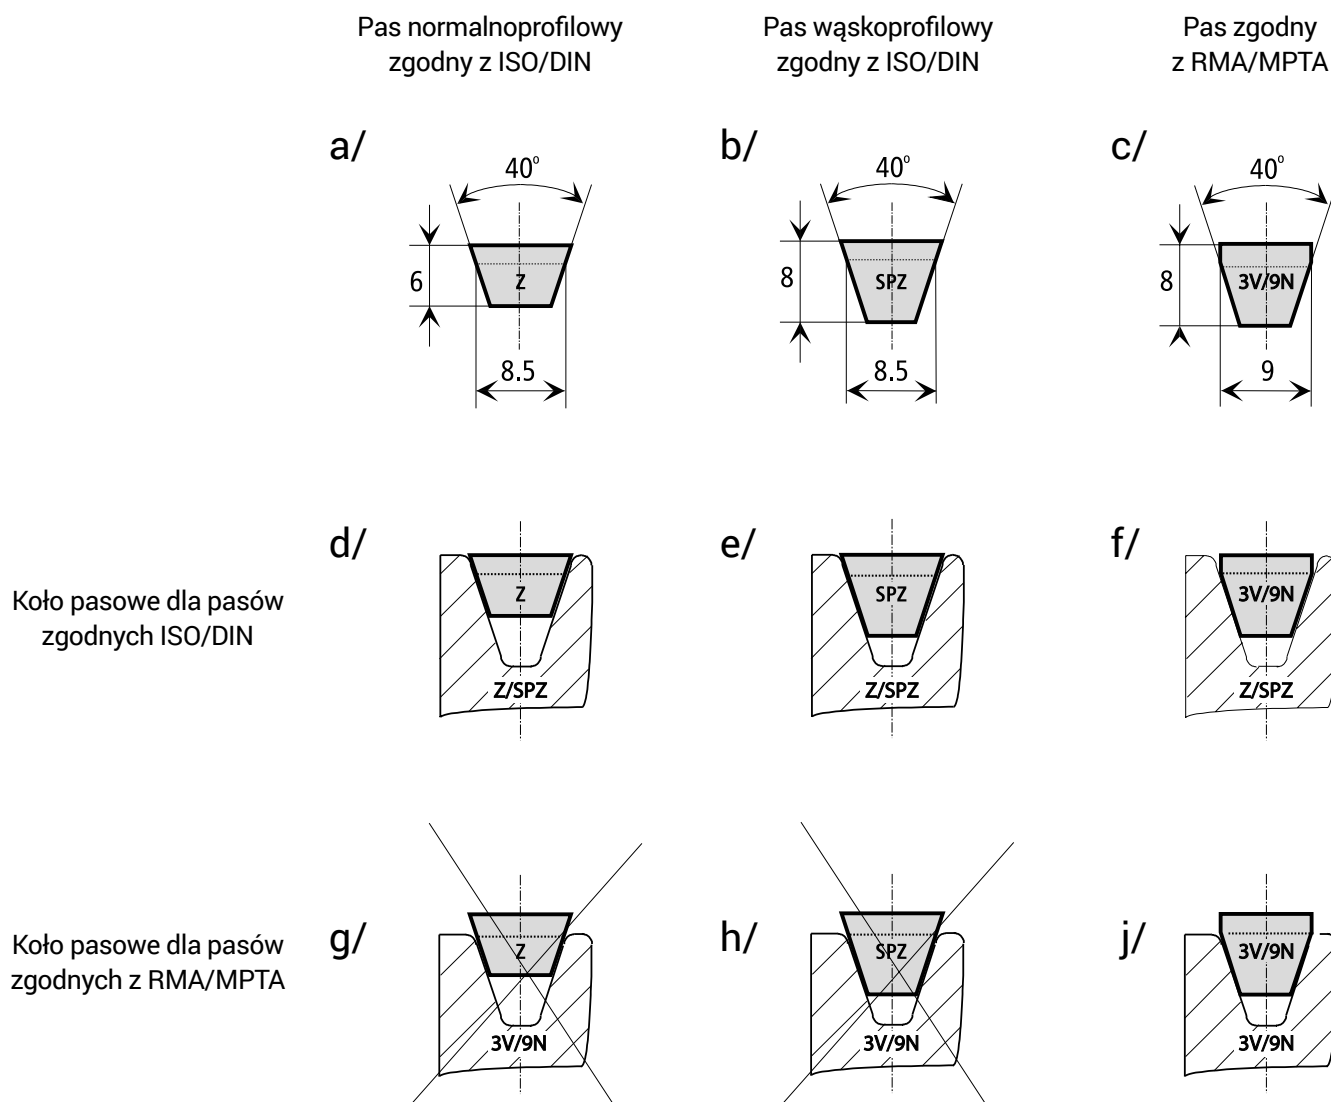 Pas normalnoprofilowy
zgodny z ISO/DIN
Pas wąskoprofilowy
zgodny z ISO/DIN
Pas zgodny
z RMA/MPTA
a/
40°
6
Z
8.5
b/
40°
8
SPZ
8.5
c/
40°
8
3V/9N
9
Koło pasowe dla pasów
zgodnych ISO/DIN
d/
Z
Z/SPZ
e/
SPZ
Z/SPZ
f/
3V/9N
Z/SPZ
Koło pasowe dla pasów
zgodnych z RMA/MPTA
g/
Z
3V/9N
h/
SPZ
3V/9N
j/
3V/9N
3V/9N